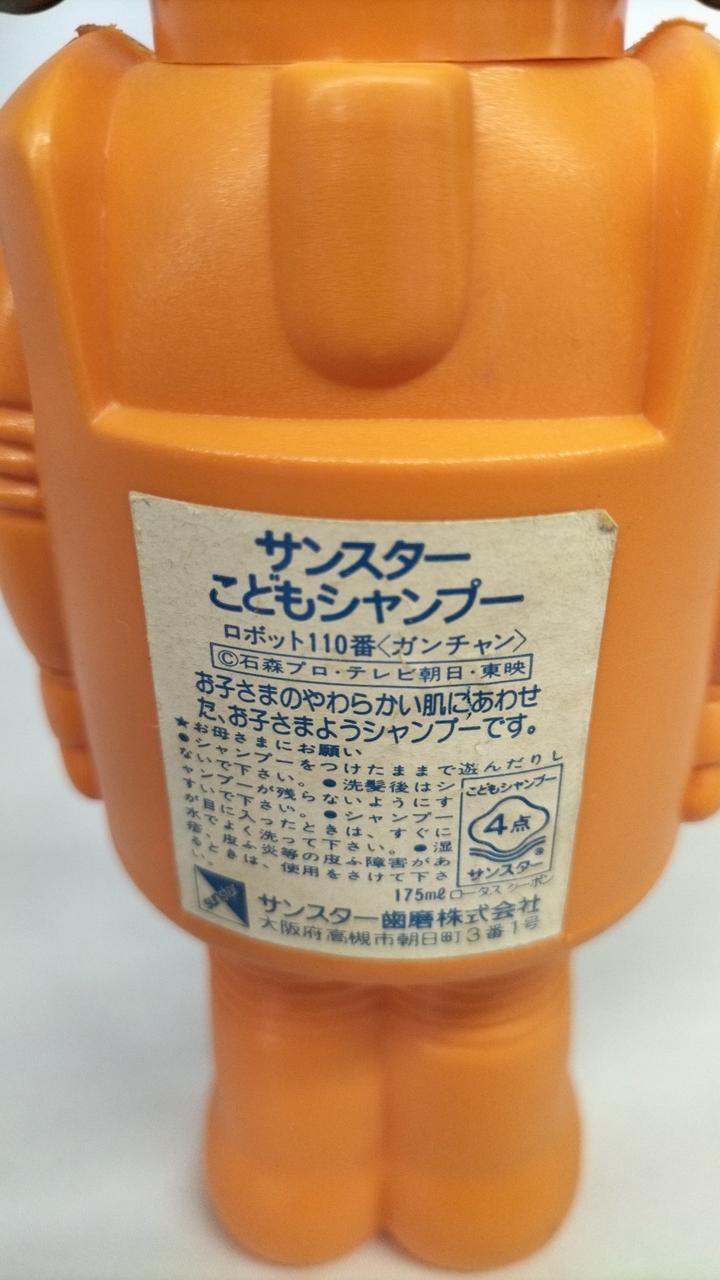 サンスター
こどもシャンプー
ロボット110番〈ガンチャン〉
©石森プロ・テレビ朝日・東映
お子さまのやわらかい肌にあわせ
た、お子さまようシャンプーです。
★お母さまにお願い
●シャンプーをつけたままで遊んだりし
ないで下さい。●洗髪後はシ
ャンプーが残らないようにす
すいで下さい。●シャンプー
が目に入ったときは、すぐに
水でよく洗って下さい。●湿
疹、皮ふ炎等の皮ふ障害があ
るときは、使用をさけて下さ
い。
こどもシャンプー
4点
サンスター®
175mℓ ロータスクーポン
sunstar
サンスター歯磨株式会社
大阪府高槻市朝日町3番1号